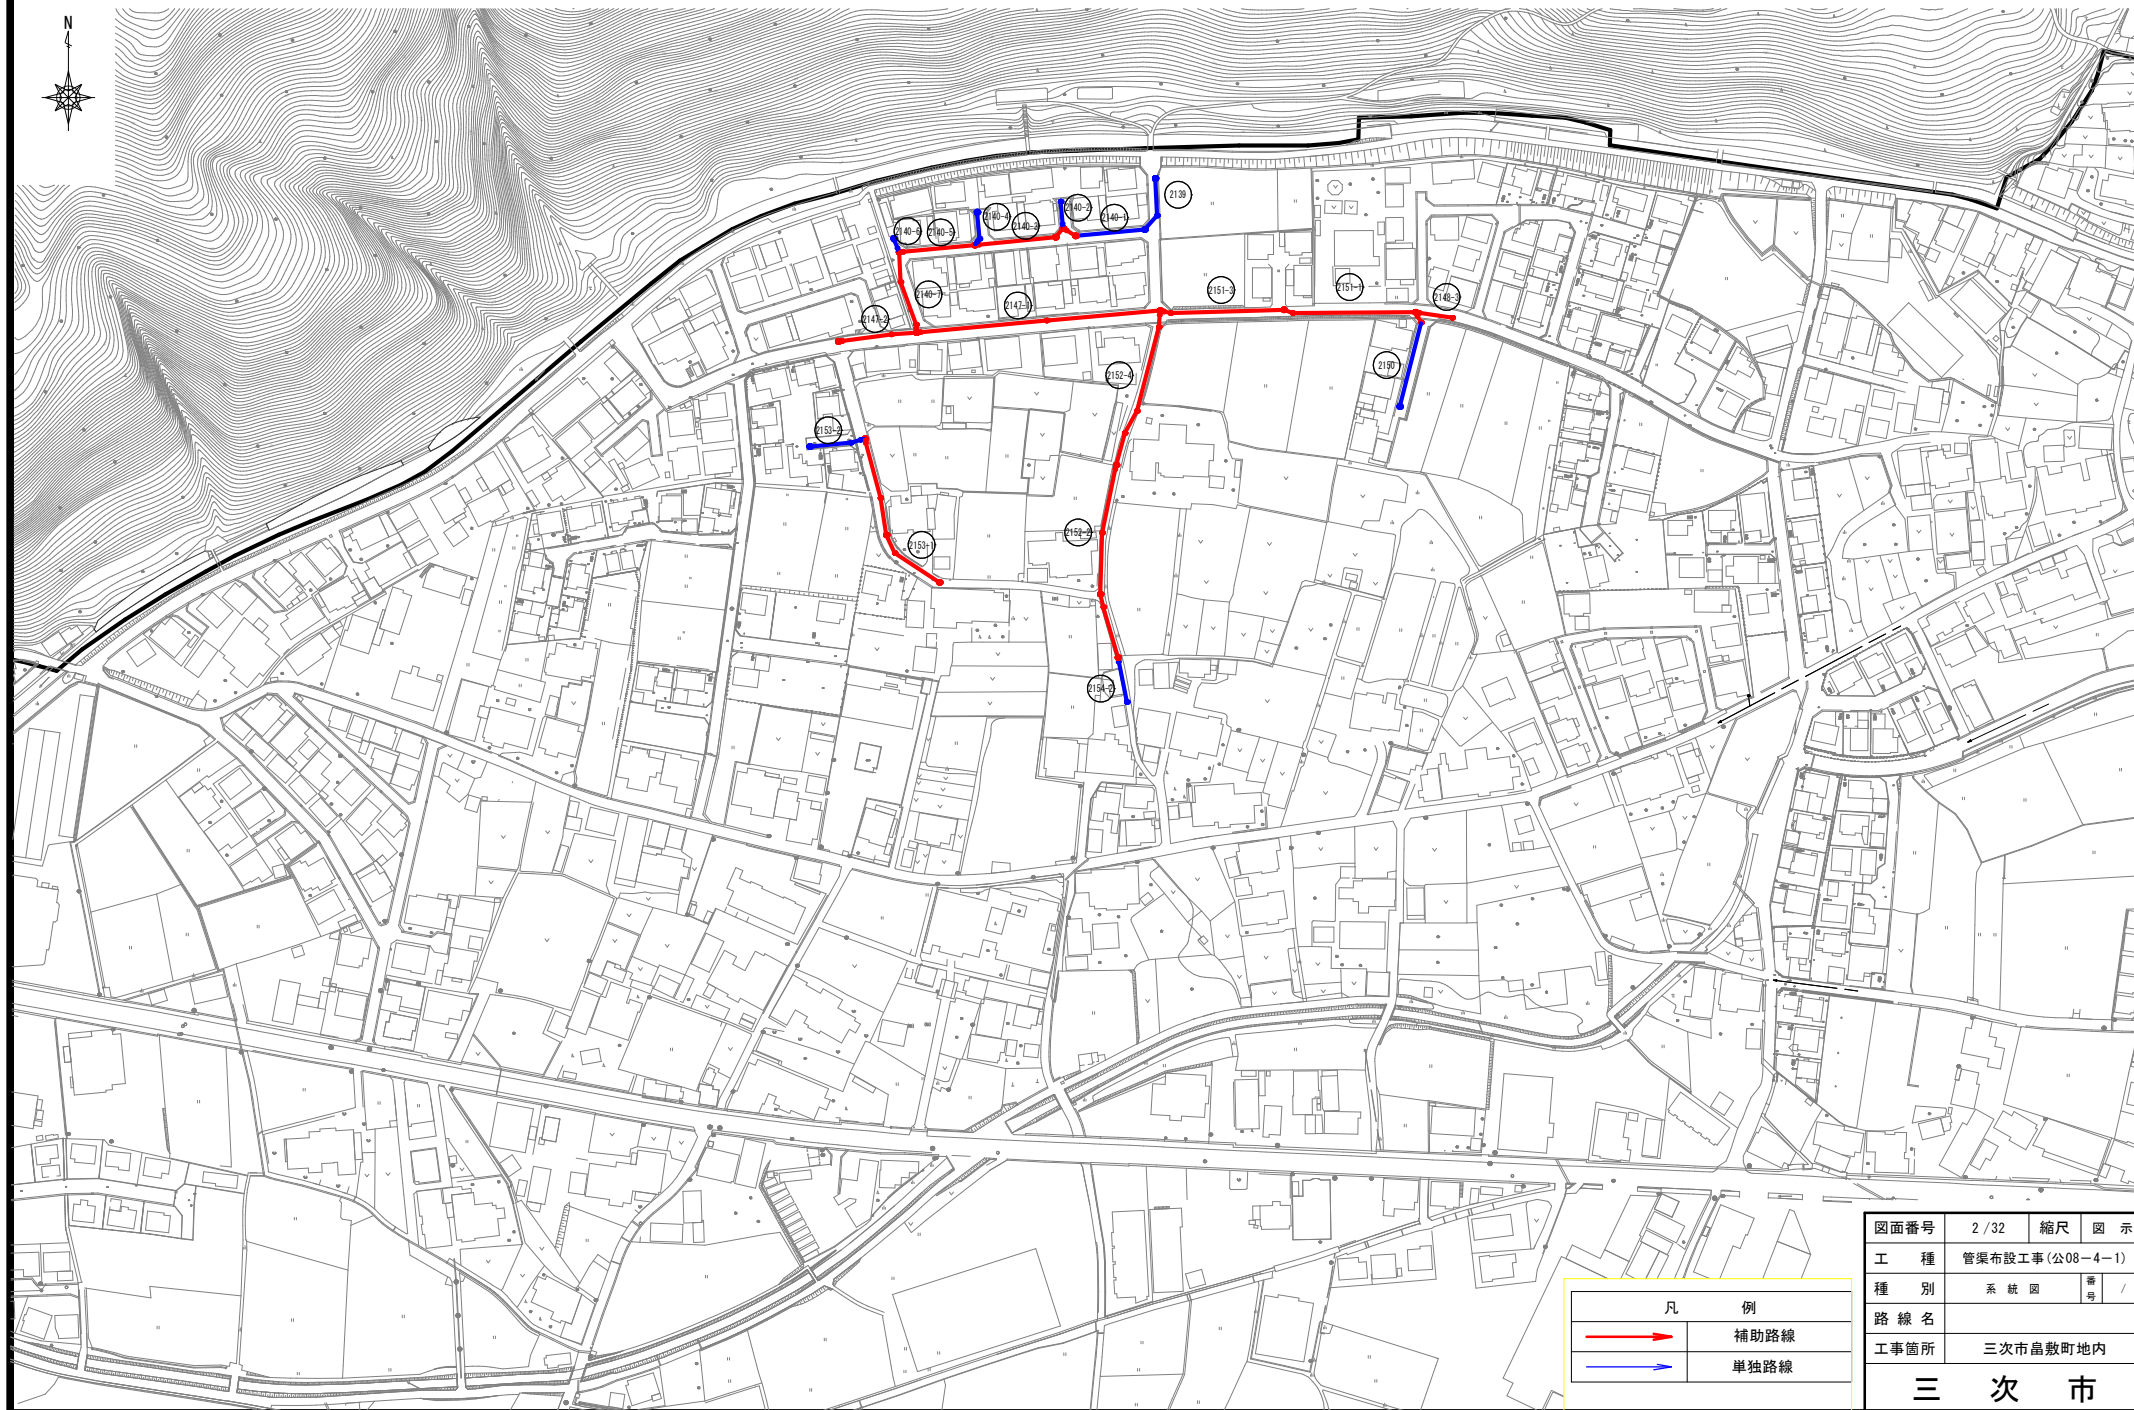 N
2139
2140-4
2140-2
2140-1
2140-6
2140-5
2140-2
2140-7
2147-1
2147-2
2151-3
2151-1
2148-3
2150
2152-4
2153-2
2152-2
2153-1
2154-2
図面番号 2/32 縮尺 図 示
工 種 管渠布設工事(公08-4-1)
種 別 系 統 図 番号 /
路 線 名
工事箇所 三次市畠敷町地内
三 次 市
凡 例
補助路線
単独路線